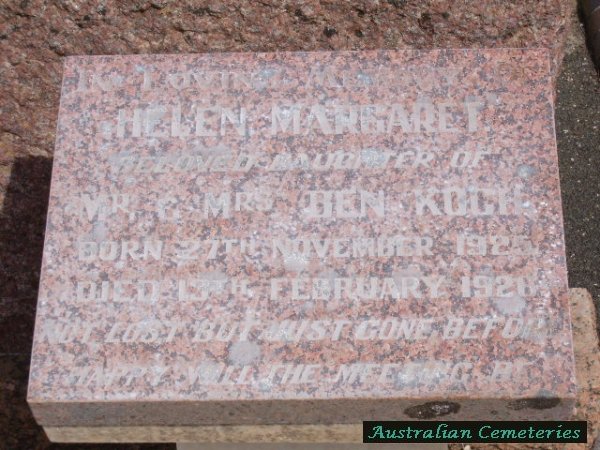 IN LOVING MEMORY OF
HELEN MARGARET
BELOVED DAUGHTER OF
MR. & MRS BEN KOCH.
BORN 27TH NOVEMBER 1925
DIED 13TH FEBRUARY
NOT LOST BUT JUST GONE BEFORE
HAPPY WILL THE MEETING BE
Australian Cemeteries